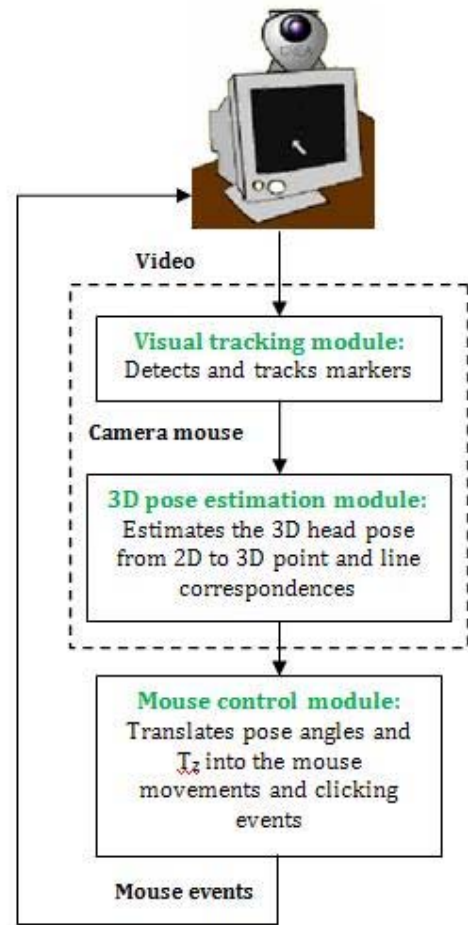 Video
Visual tracking module:
Detects and tracks markers
Camera mouse
3D pose estimation module:
Estimates the 3D head pose
from 2D to 3D point and line
correspondences
Mouse control module:
Translates pose angles and
Tz into the mouse
movements and clicking
events
Mouse events